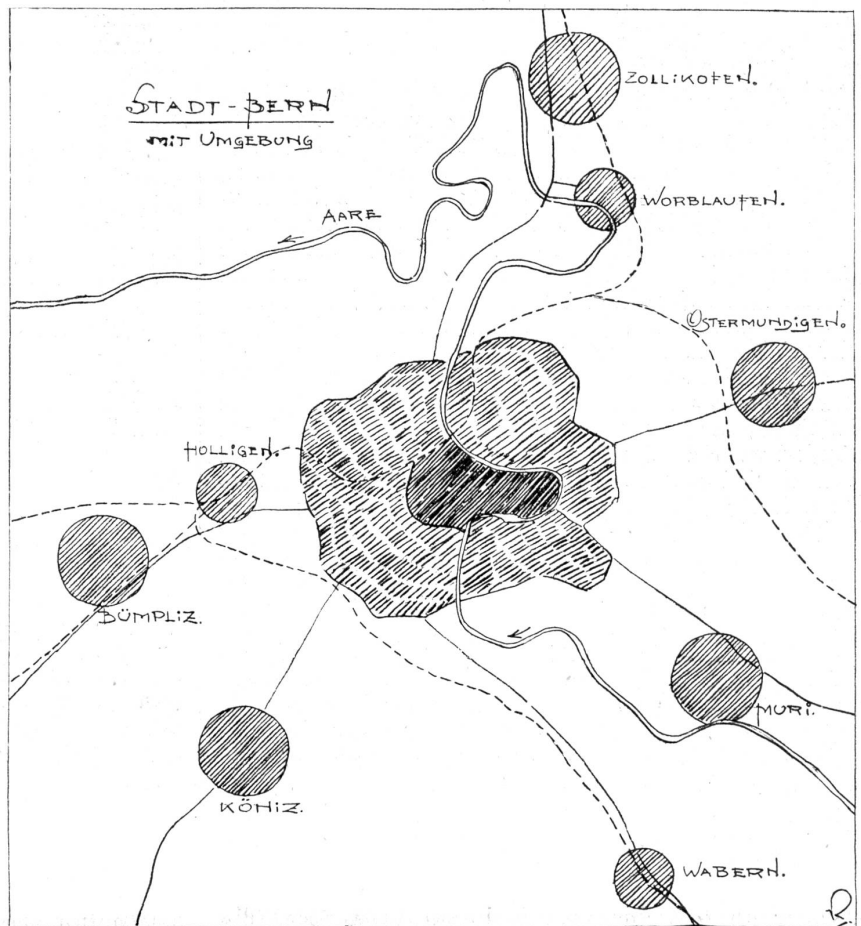 STADT-BERN
MIT UMGEBUNG
ZOLLIKOFEN.
WORBLAUFEN.
AARE
OSTERMUNDIGEN.
HOLLIGEN.
BÜMPLIZ.
MURI.
KÖNIZ.
WABERN.
R.